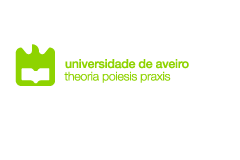 universidade de aveiro
theoria poiesis praxis